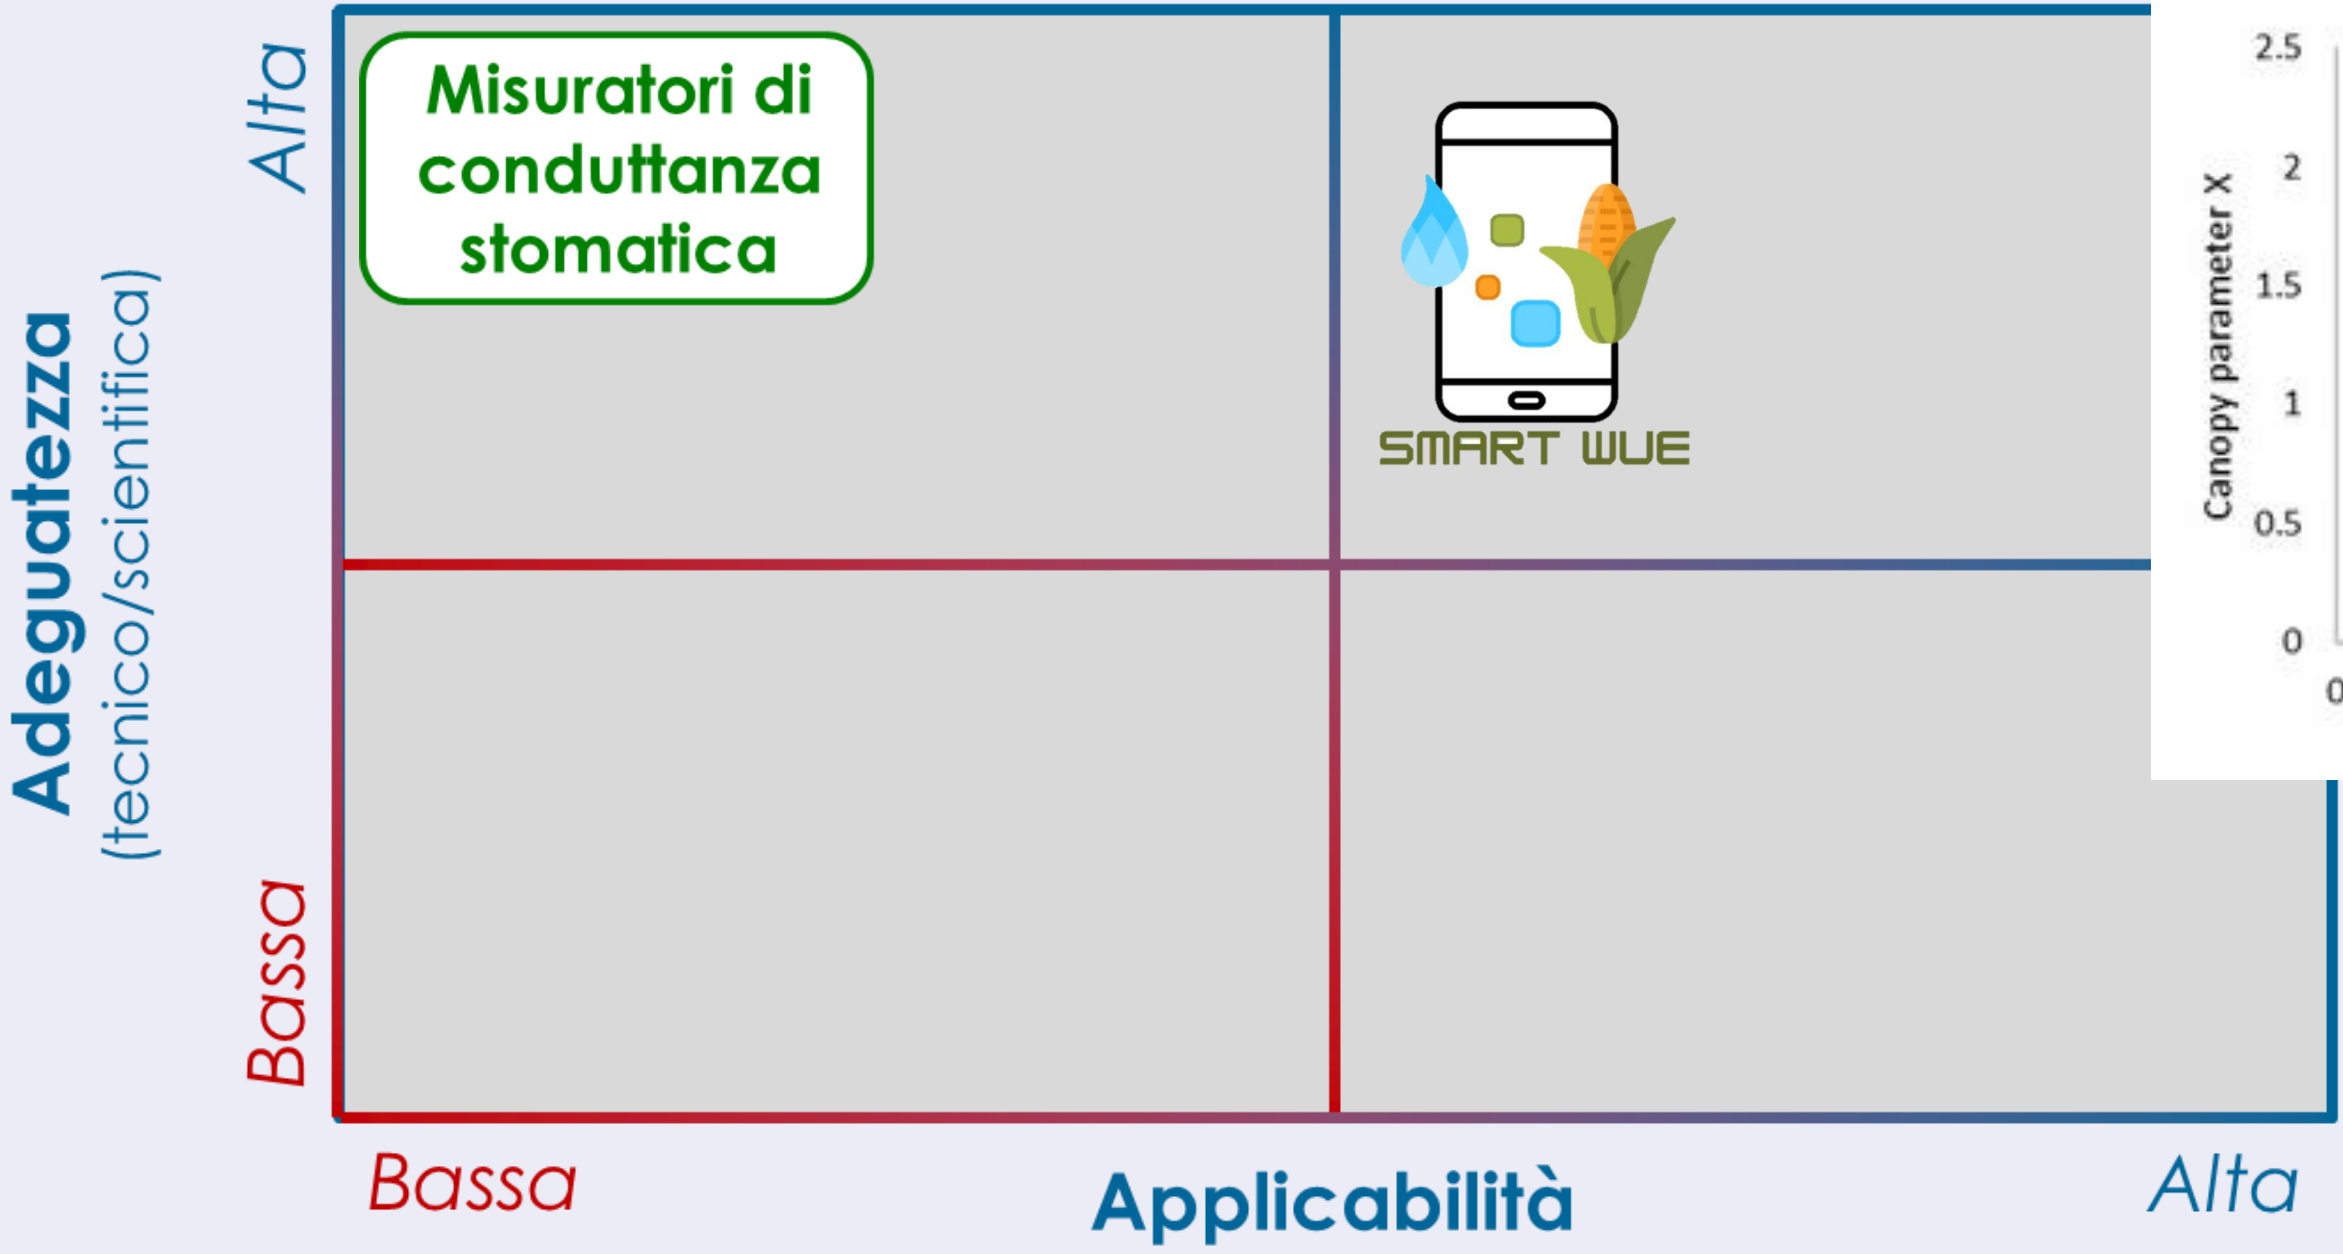 Adeguatezza
(tecnico/scientifica)
Alta
Bassa
Misuratori di
conduttanza
stomatica
SMART WUE
Bassa
Applicabilità
Alta
Canopy parameter X
2.5
2
1.5
1
0.5
0
0